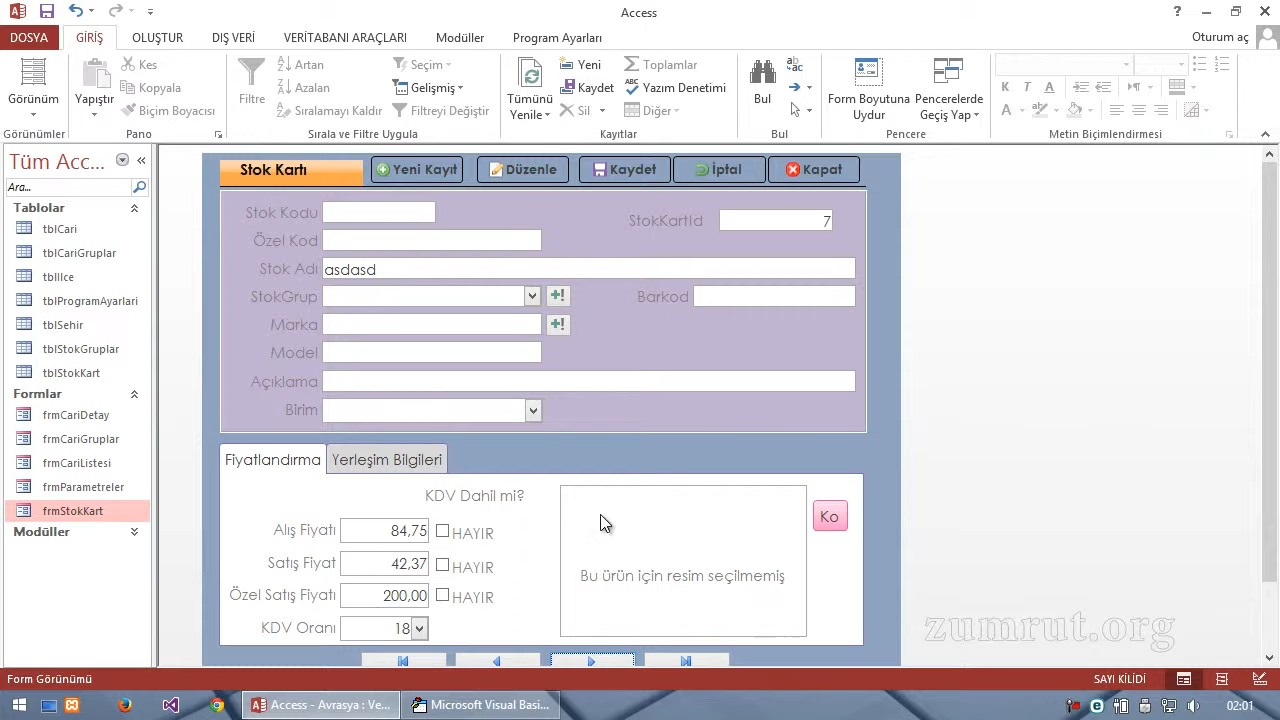 Access
?
DOSYA GİRİŞ OLUŞTUR DIŞ VERİ VERİTABANI ARAÇLARI Modüller Program Ayarları Oturum aç
Görünüm
Görünümler
Yapıştır
Kes
Kopyala
Biçim Boyacısı
Pano
Filtre
Artan
Azalan
Sıralamayı Kaldır
Seçim
Gelişmiş
Filtreyi Değiştir
Sırala ve Filtre Uygula
Tümünü Yenile
Yeni
Kaydet
Sil
Toplamlar
Yazım Denetimi
Diğer
Kayıtlar
Bul
Bul
Form Boyutuna Uydur
Pencerelerde Geçiş Yap
Pencere
K T A
A
Metin Biçimlendirmesi
Tüm Acc...
Ara...
Tablolar
tblCari
tblCariGruplar
tblIlce
tblProgramAyarlari
tblSehir
tblStokGruplar
tblStokKart
Formlar
frmCariDetay
frmCariGruplar
frmCariListesi
frmParametreler
frmStokKart
Modüller
Stok Kartı Yeni Kayıt Düzenle Kaydet İptal Kapat
Stok Kodu
StokKartId 7
Özel Kod
Stok Adı asdasd
StokGrup +!
Barkod
Marka +!
Model
Açıklama
Birim
Fiyatlandırma Yerleşim Bilgileri
KDV Dahil mi?
Alış Fiyatı 84,75 HAYIR
Satış Fiyat 42,37 HAYIR
Özel Satış Fiyatı 200,00 HAYIR
KDV Oranı 18
Bu ürün için resim seçilmemiş
Ko
zumrut.org
Form Görünümü SAYI KİLİDİ
Access - Avrasya : Ve... Microsoft Visual Basi... 02:01